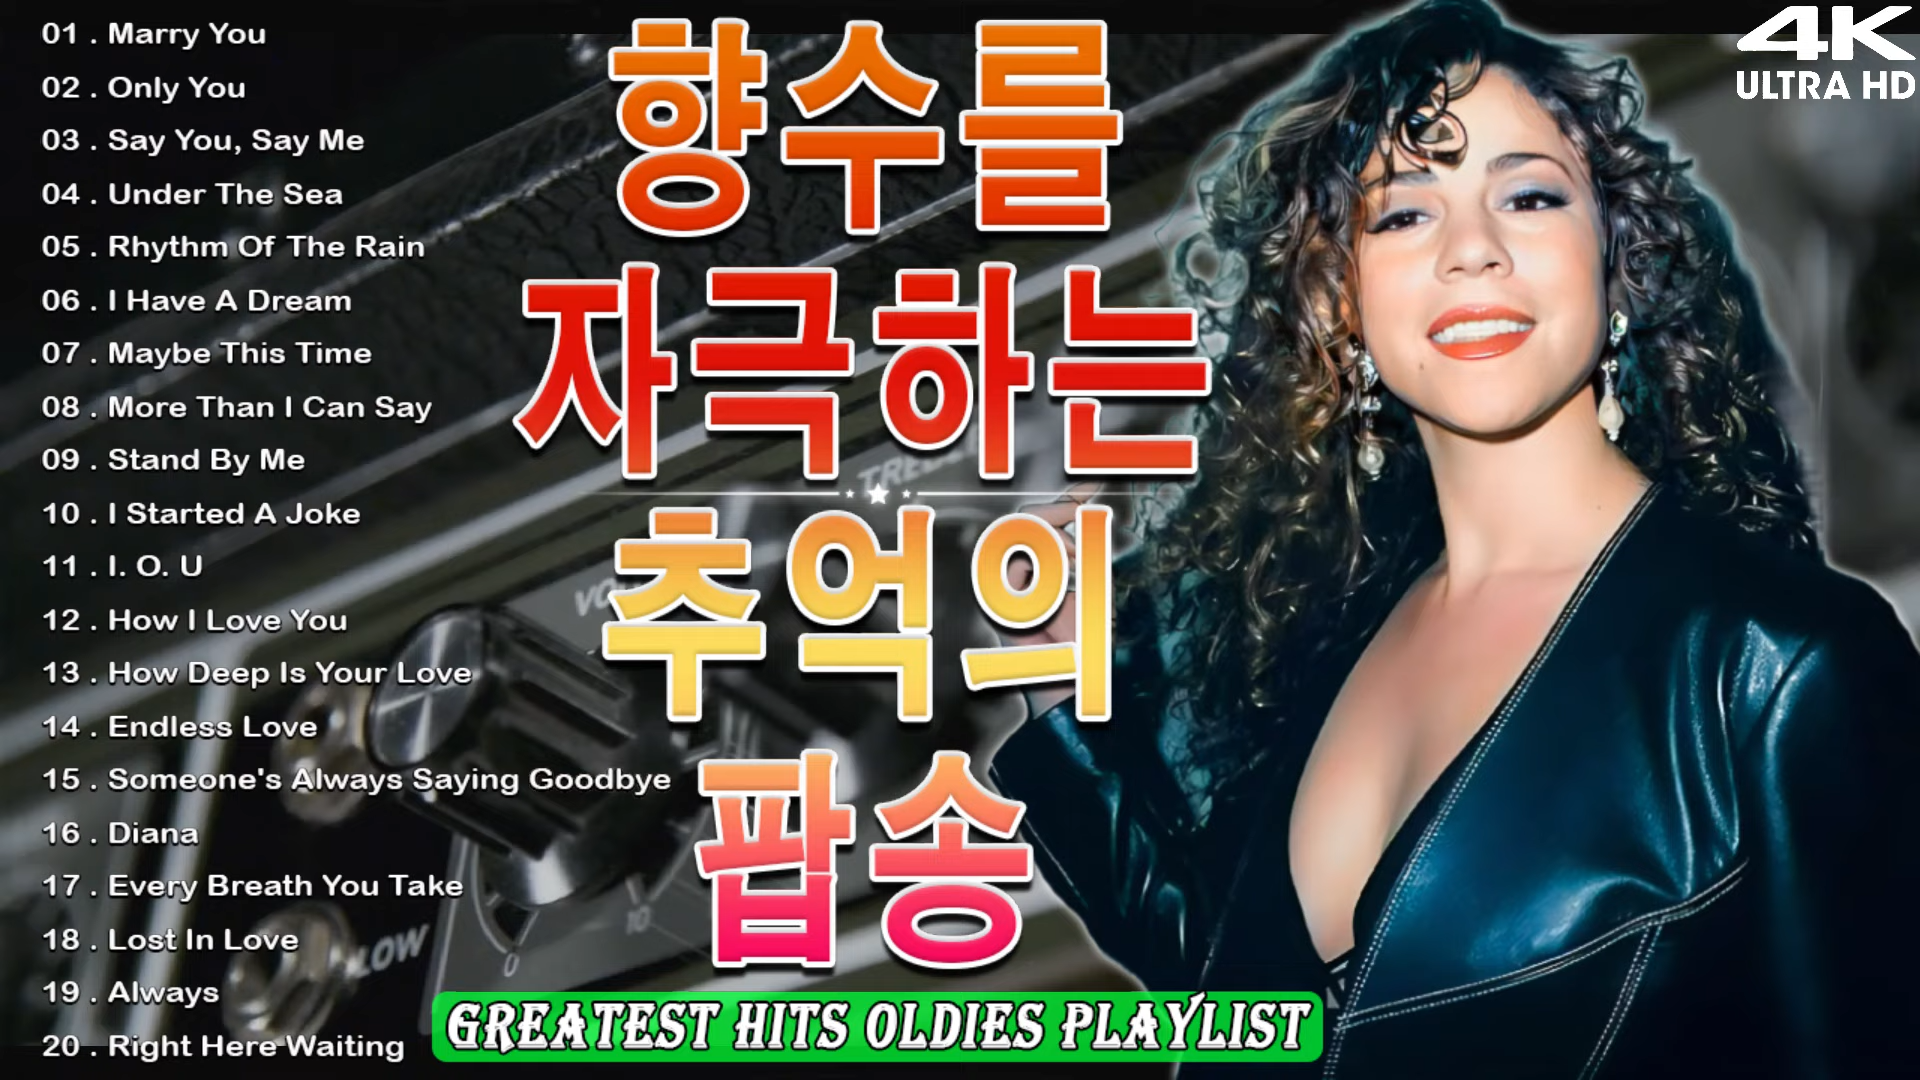 01 . Marry You
02 . Only You
03 . Say You, Say Me
04 . Under The Sea
05 . Rhythm Of The Rain
06 . I Have A Dream
07 . Maybe This Time
08 . More Than I Can Say
09 . Stand By Me
10 . I Started A Joke
11 . I. O. U
12 . How I Love You
13 . How Deep Is Your Love
14 . Endless Love
15 . Someone's Always Saying Goodbye
16 . Diana
17 . Every Breath You Take
18 . Lost In Love
19 . Always
20 . Right Here Waiting
향수를
자극하는
추억의
팝송
GREATEST HITS OLDIES PLAYLIST
4K
ULTRA HD
LOW
0
10